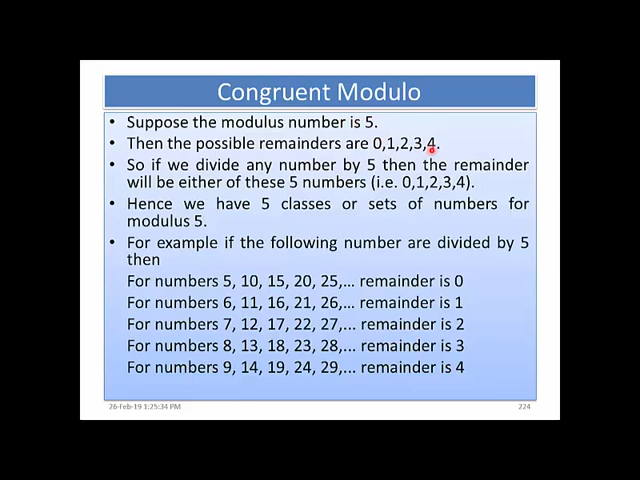 Congruent Modulo
• Suppose the modulus number is 5.
• Then the possible remainders are 0,1,2,3,4.
• So if we divide any number by 5 then the remainder
will be either of these 5 numbers (i.e. 0,1,2,3,4).
• Hence we have 5 classes or sets of numbers for
modulus 5.
• For example if the following number are divided by 5
then
For numbers 5, 10, 15, 20, 25,... remainder is 0
For numbers 6, 11, 16, 21, 26,... remainder is 1
For numbers 7, 12, 17, 22, 27,... remainder is 2
For numbers 8, 13, 18, 23, 28,... remainder is 3
For numbers 9, 14, 19, 24, 29,... remainder is 4
26-Feb-19 1:25:34 PM
224